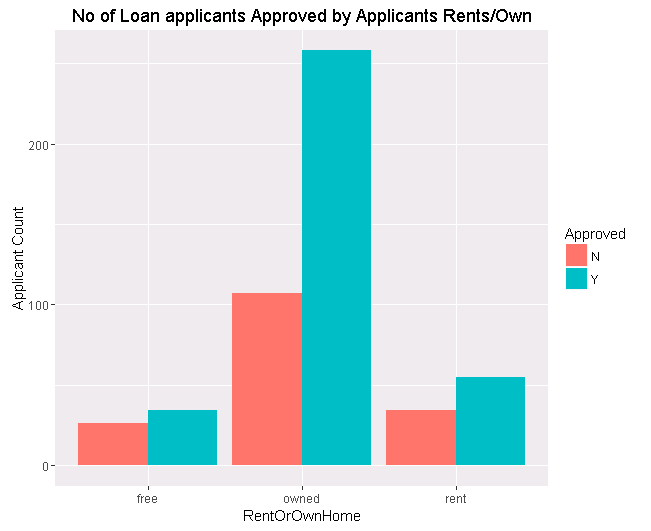 No of Loan applicants Approved by Applicants Rents/Own
Applicant Count
200
100
0
free owned rent
RentOrOwnHome
Approved
N
Y